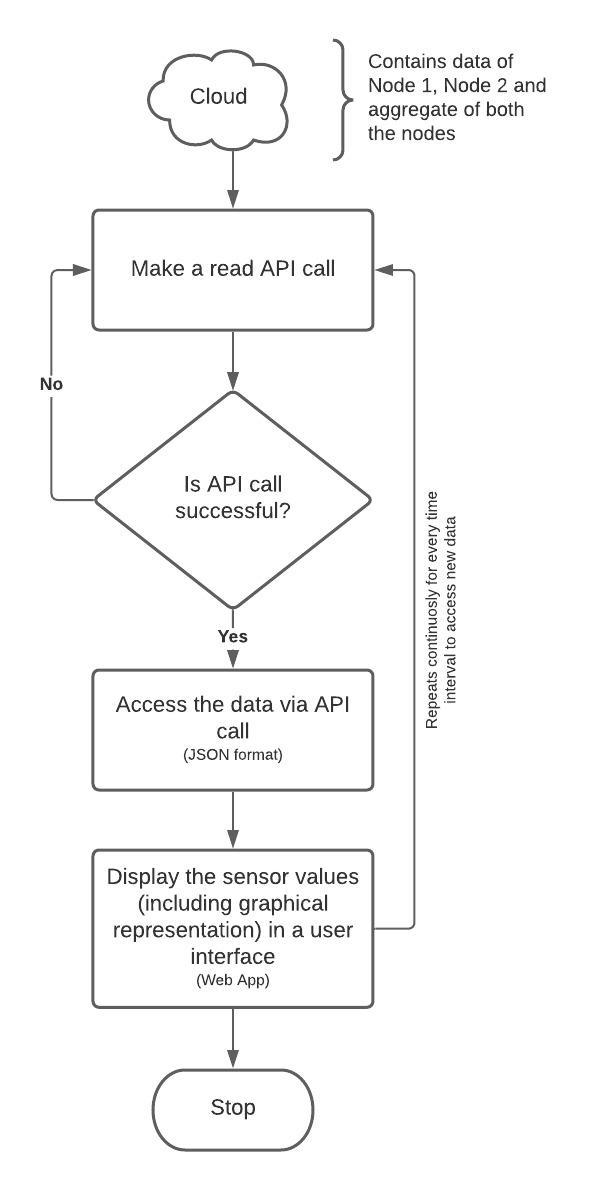 Cloud
Contains data of
Node 1, Node 2 and
aggregate of both
the nodes
Make a read API call
No
Is API call
successful?
Repeats continuosly for every time
interval to access new data
Yes
Access the data via API
call
(JSON format)
Display the sensor values
(including graphical
representation) in a user
interface
(Web App)
Stop